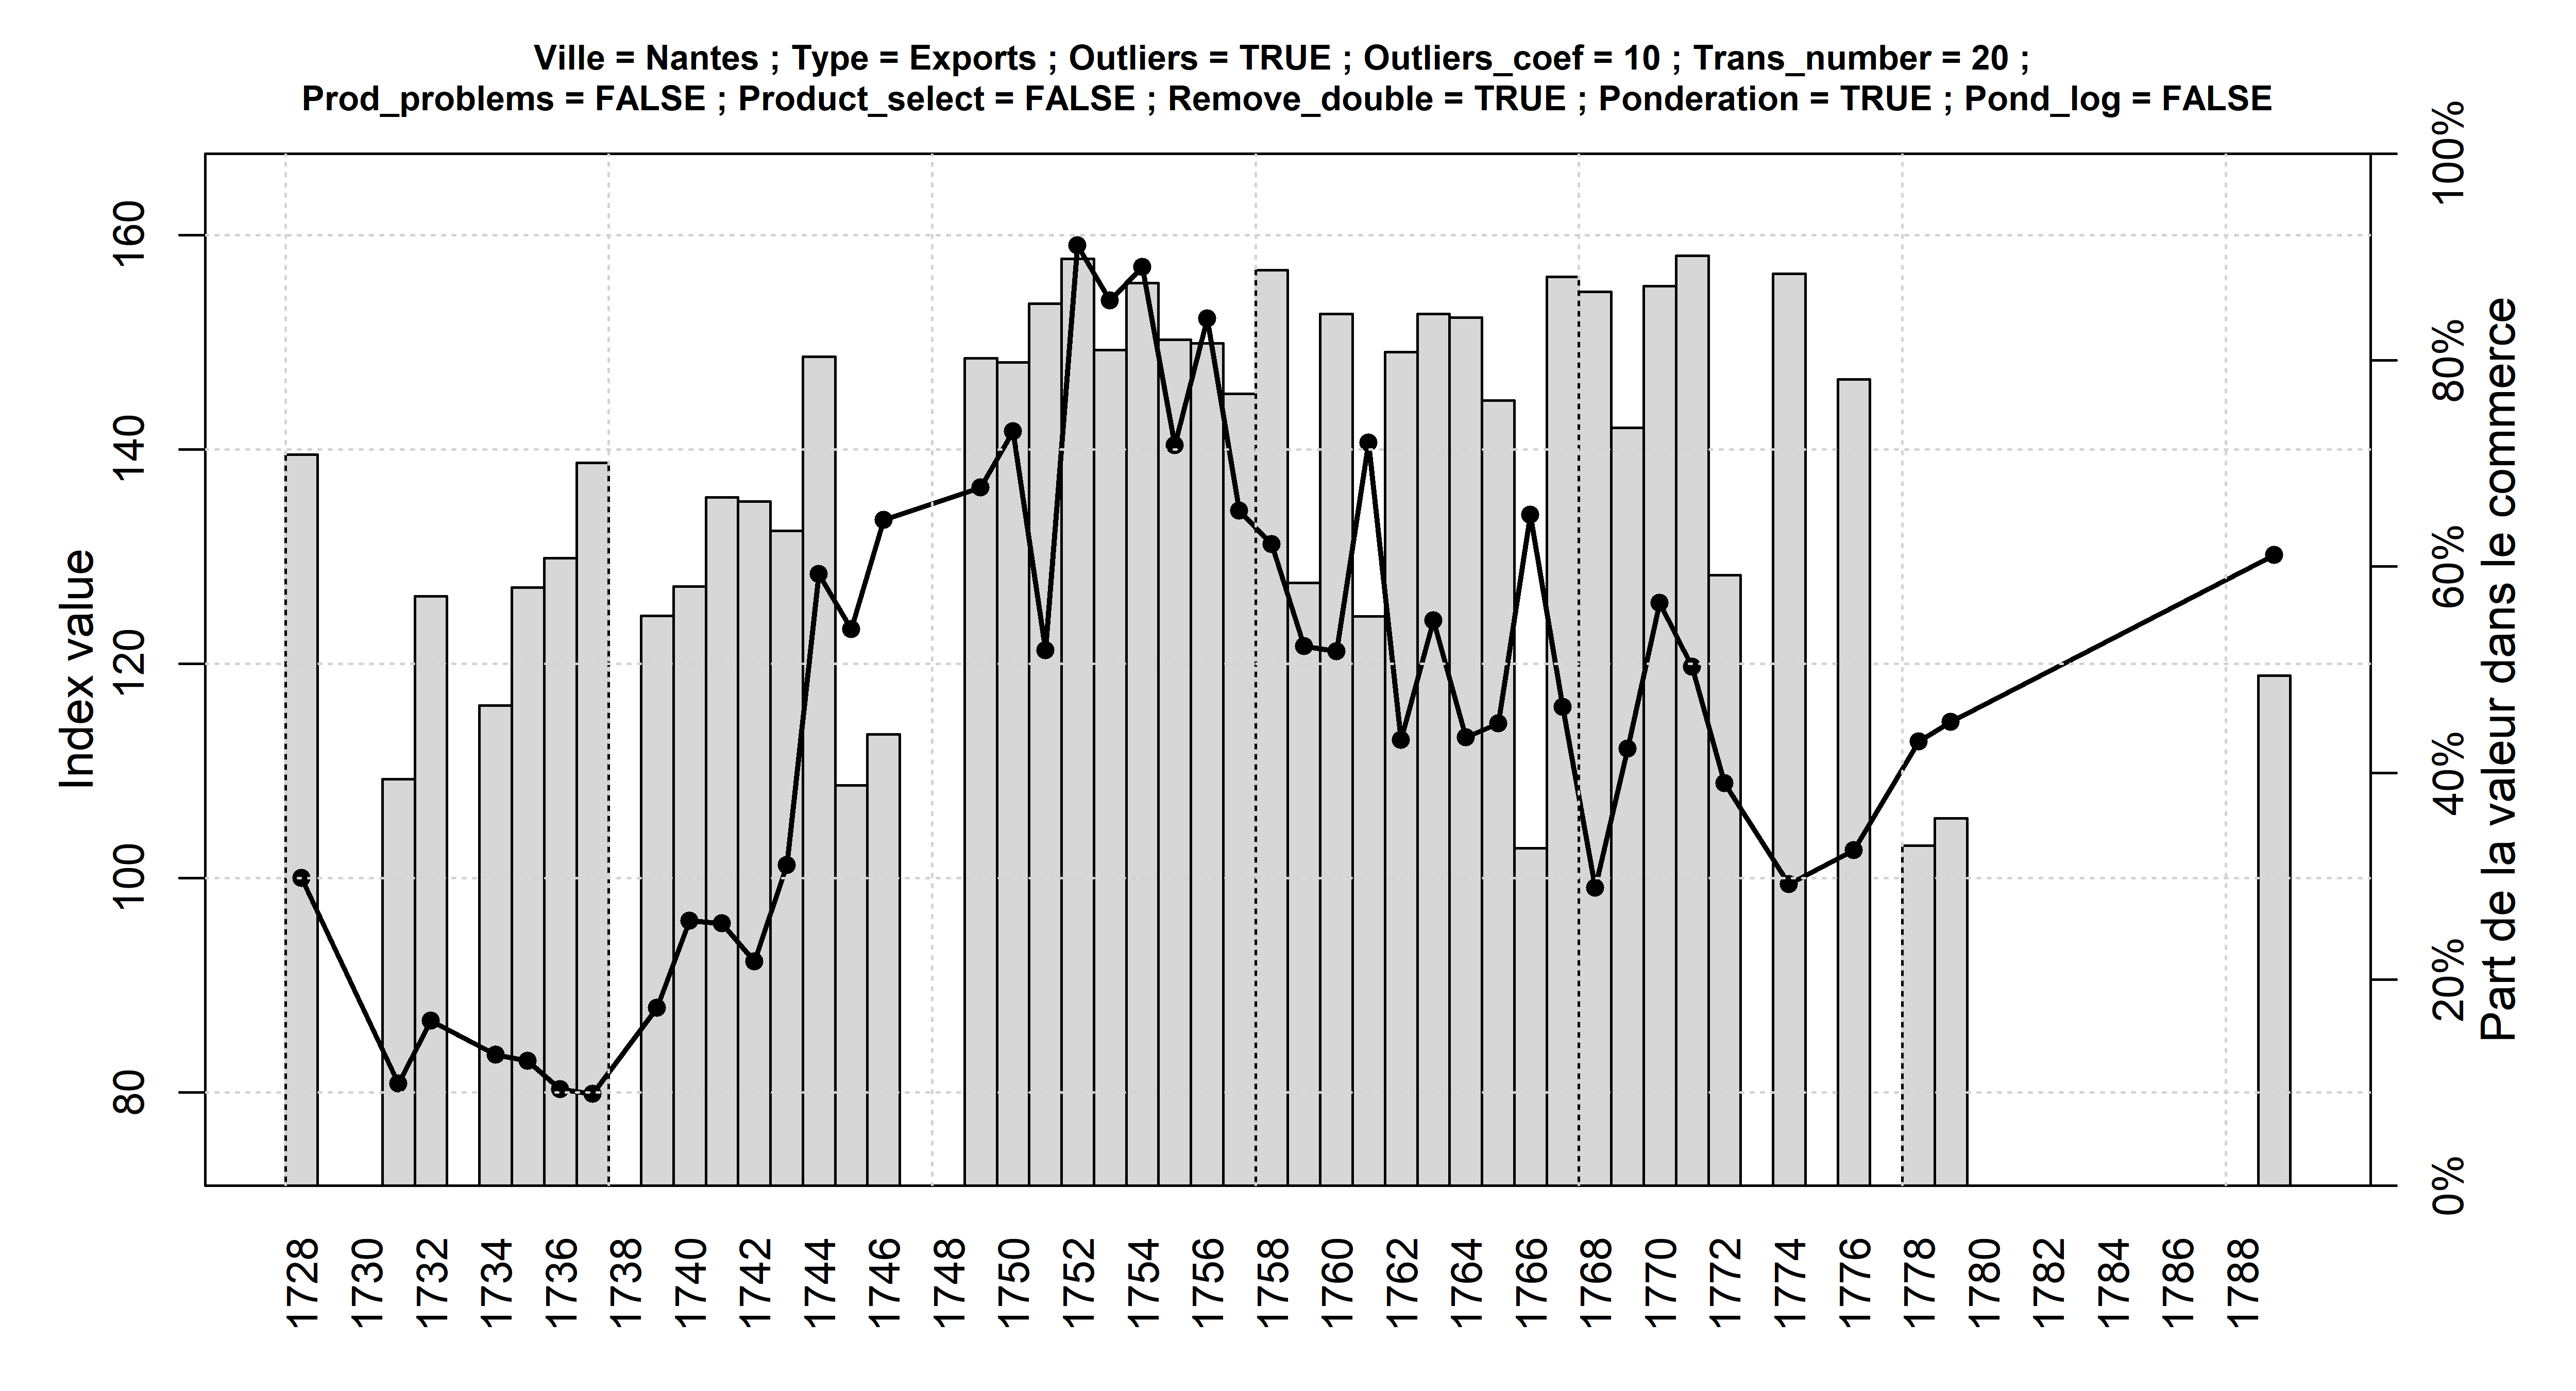 Ville = Nantes ; Type = Exports ; Outliers = TRUE ; Outliers_coef = 10 ; Trans_number = 20 ;
Prod_problems = FALSE ; Product_select = FALSE ; Remove_double = TRUE ; Ponderation = TRUE ; Pond_log = FALSE
Index value
160
140
120
100
80
100%
80%
60%
40%
20%
0%
Part de la valeur dans le commerce
1728 1730 1732 1734 1736 1738 1740 1742 1744 1746 1748 1750 1752 1754 1756 1758 1760 1762 1764 1766 1768 1770 1772 1774 1776 1778 1780 1782 1784 1786 1788